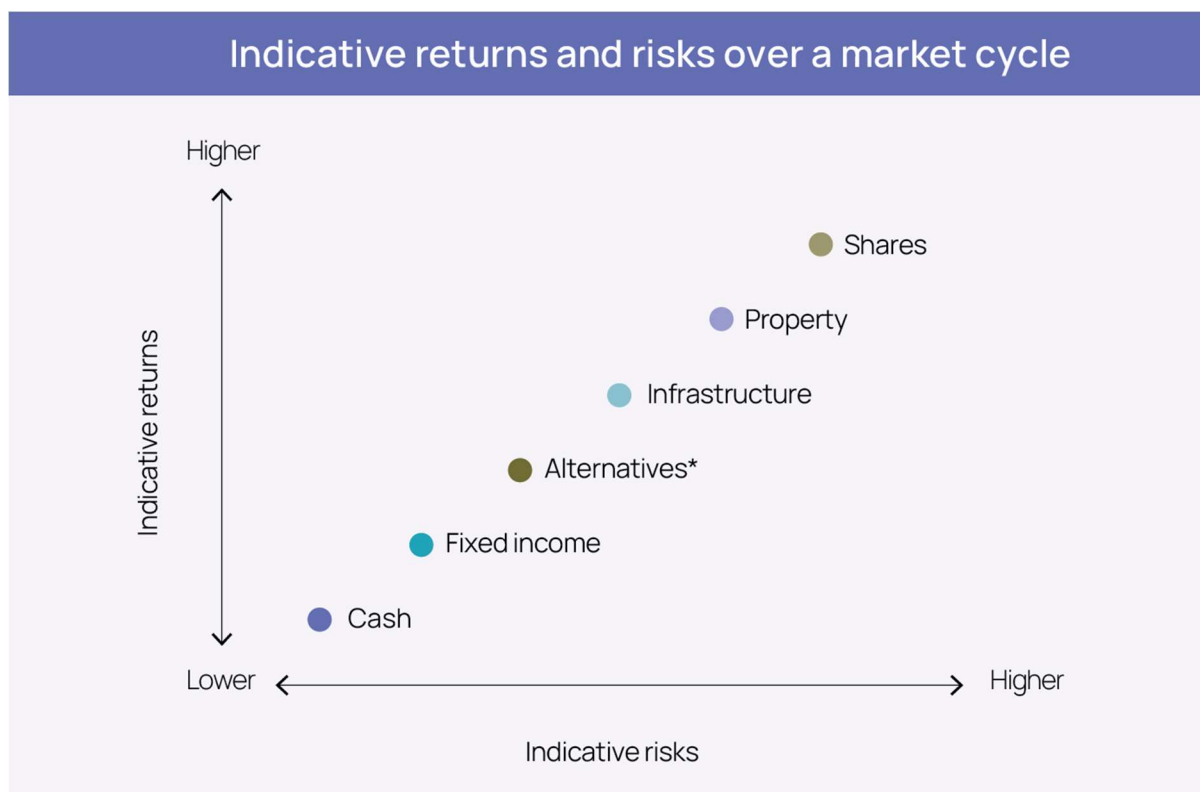 Indicative returns and risks over a market cycle
Higher
Shares
Property
Infrastructure
Indicative returns
Alternatives*
Fixed income
Cash
Lower
Higher
Indicative risks